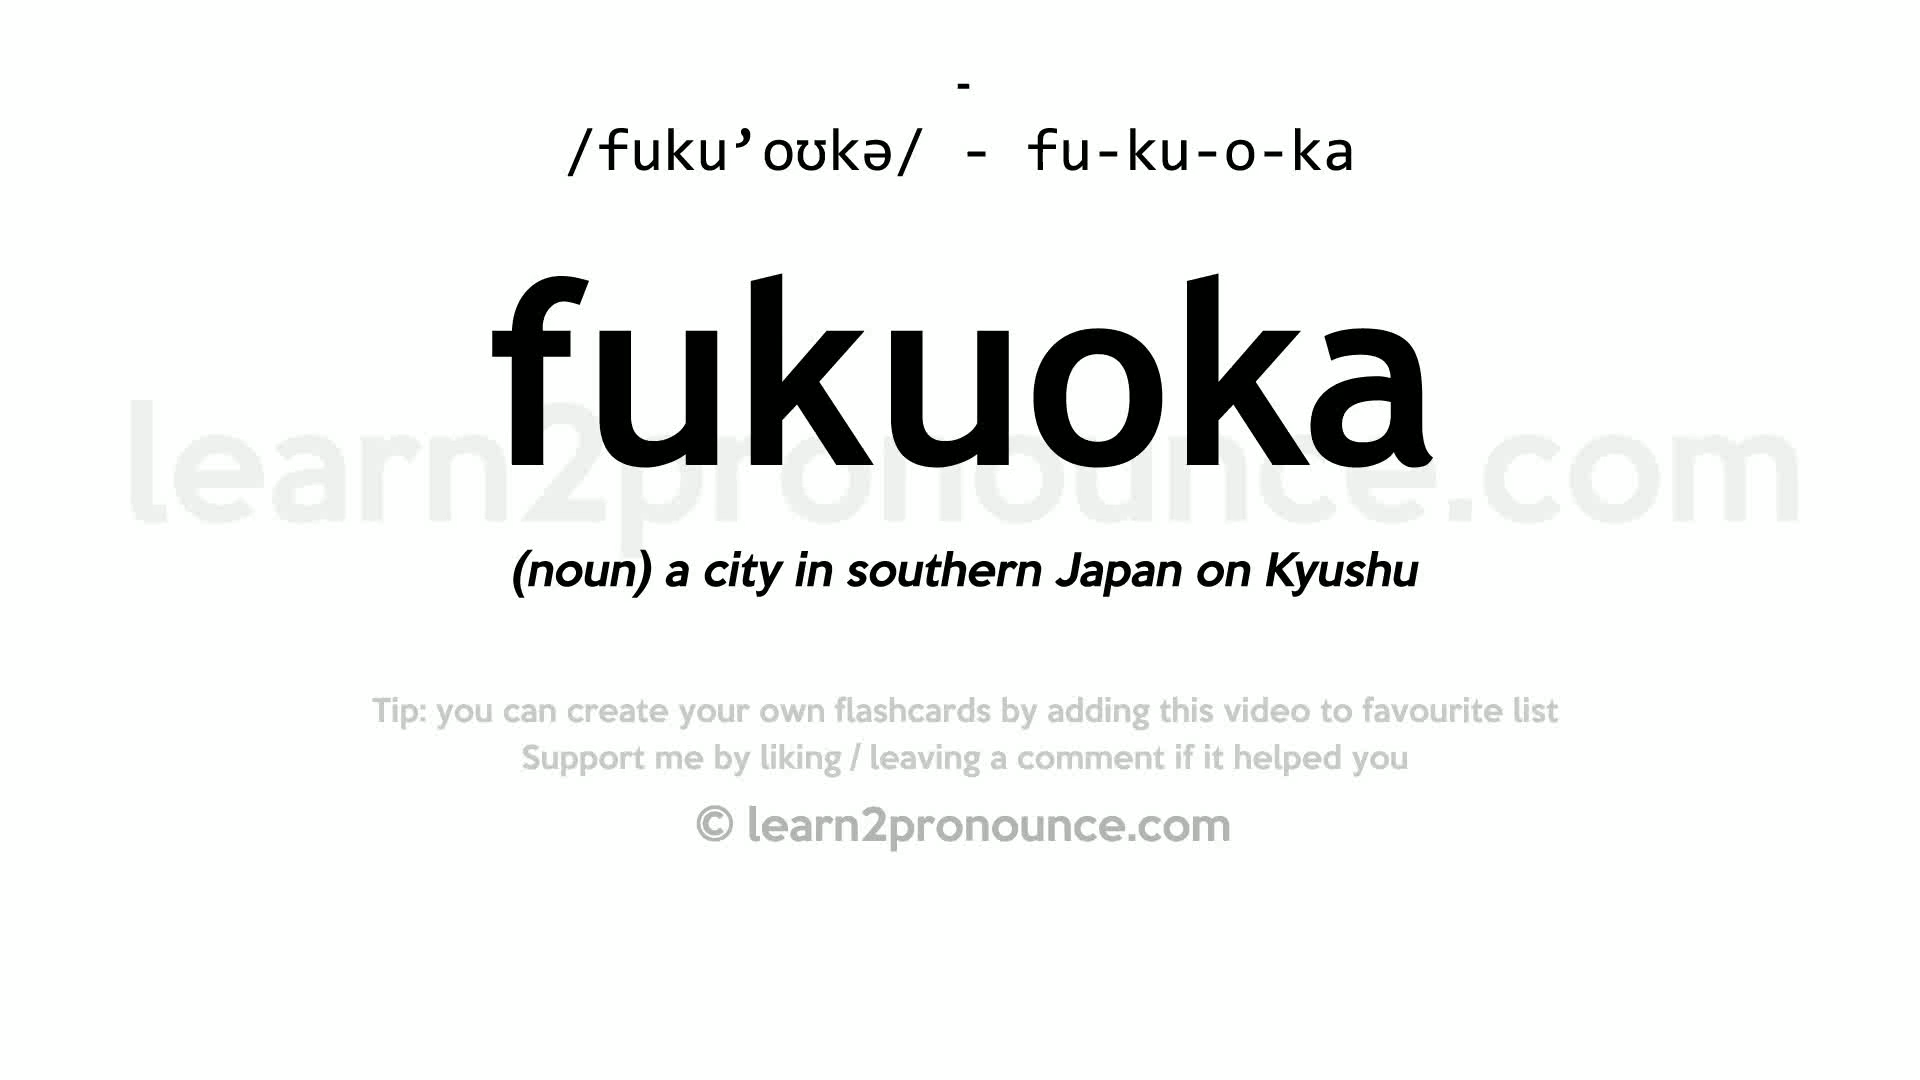 -
/fuku’oʊkə/ - fu-ku-o-ka
fukuoka
learn2pronounce.com
(noun) a city in southern Japan on Kyushu
Tip: you can create your own flashcards by adding this video to favourite list
Support me by liking / leaving a comment if it helped you
© learn2pronounce.com